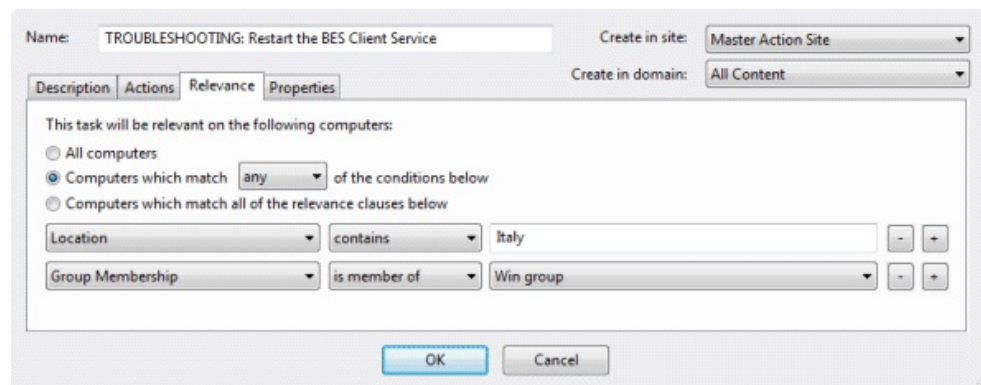 Name: TROUBLESHOOTING: Restart the BES Client Service Create in site: Master Action Site
Create in domain: All Content
Description Actions Relevance Properties
This task will be relevant on the following computers:
All computers
Computers which match any of the conditions below
Computers which match all of the relevance clauses below
Location contains Italy - +
Group Membership is member of Win group - +
OK Cancel